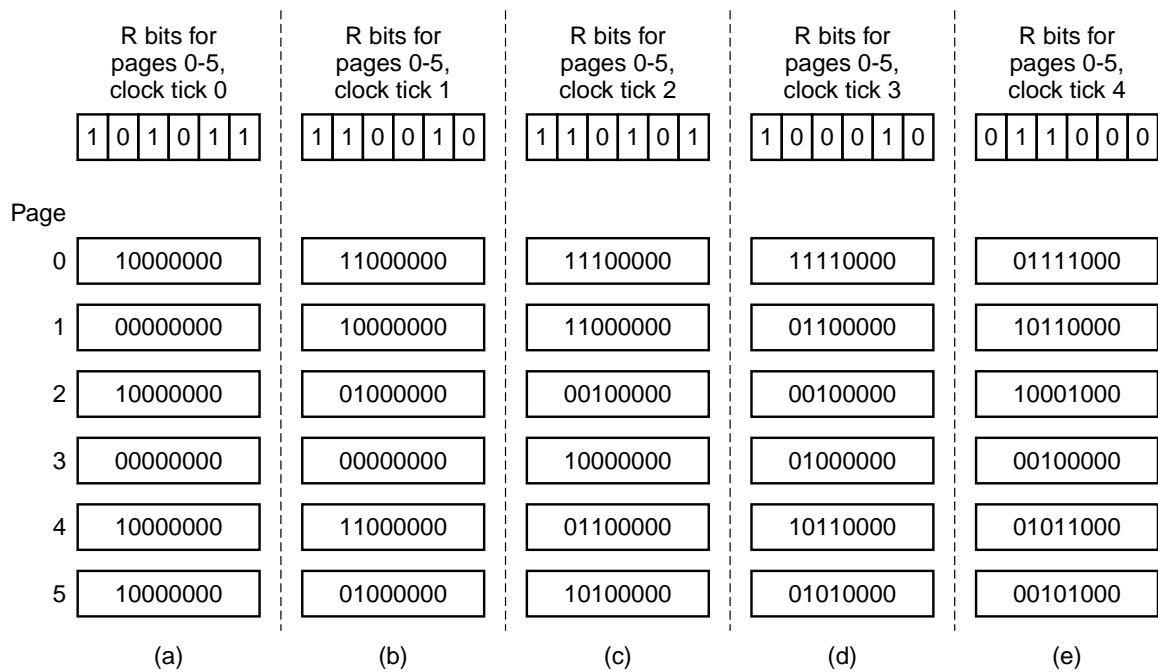 R bits for pages 0-5, clock tick 0
R bits for pages 0-5, clock tick 1
R bits for pages 0-5, clock tick 2
R bits for pages 0-5, clock tick 3
R bits for pages 0-5, clock tick 4
1 0 1 0 1 1
1 1 0 0 1 0
1 1 0 1 0 1
1 0 0 0 1 0
0 1 1 0 0 0
Page
0 10000000 11000000 11100000 11110000 01111000
1 00000000 10000000 11000000 01100000 10110000
2 10000000 01000000 00100000 00100000 10001000
3 00000000 00000000 10000000 01000000 00100000
4 10000000 11000000 01100000 10110000 01011000
5 10000000 01000000 10100000 01010000 00101000
(a) (b) (c) (d) (e)